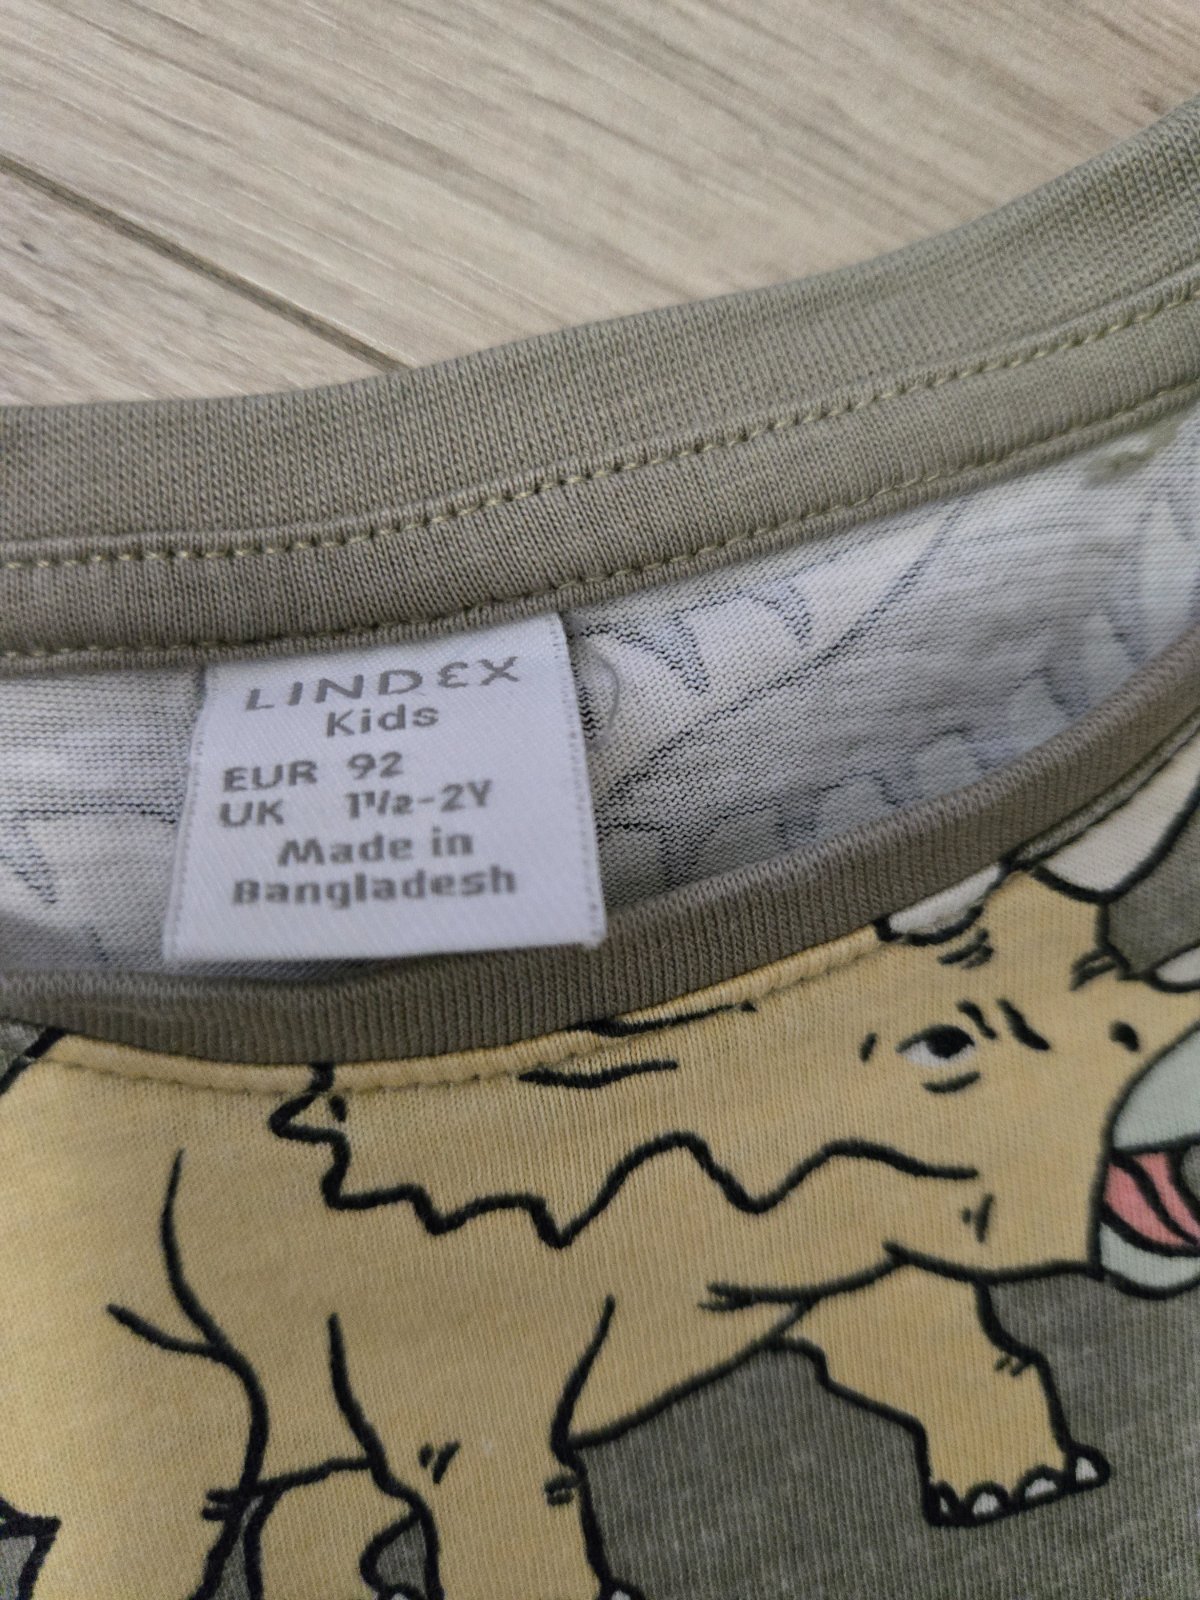 LINDEX
Kids
EUR 92
UK 1½-2Y
Made in
Bangladesh